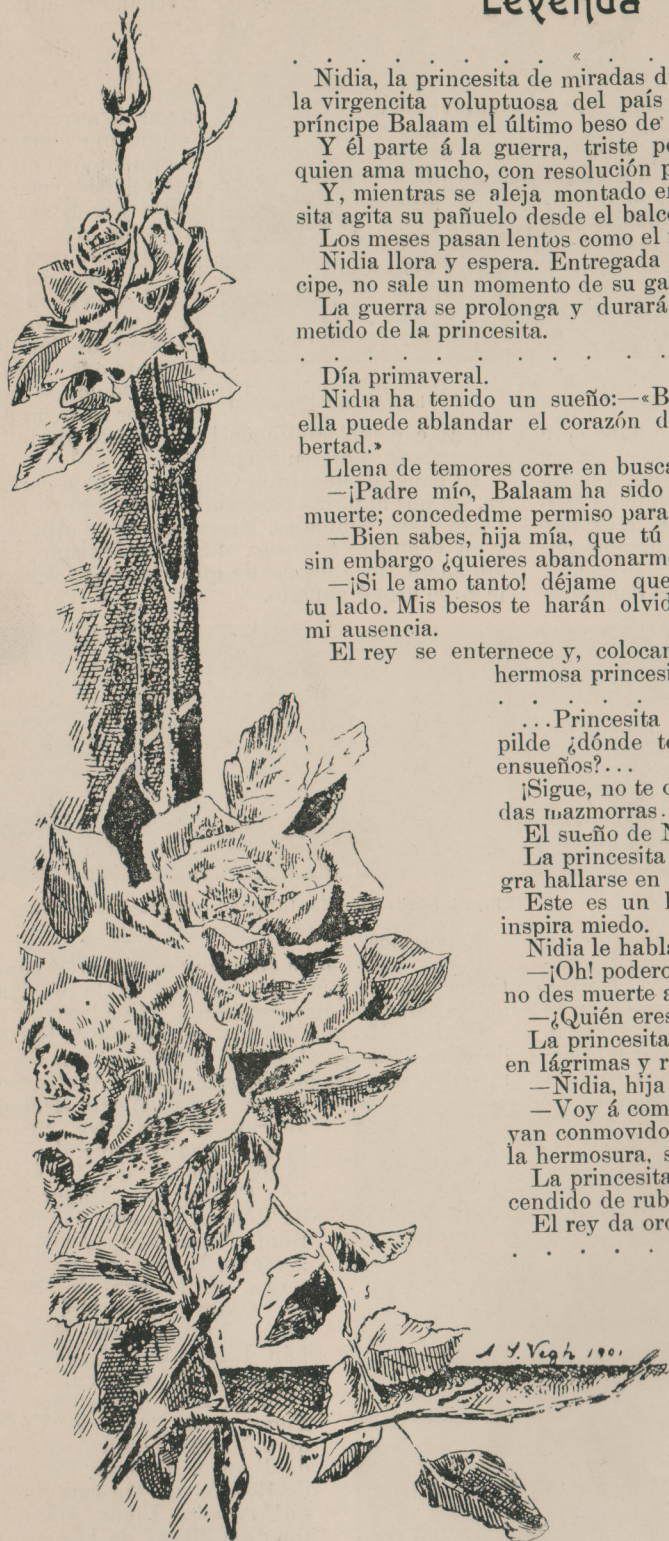 Leyenda
. . . . . . « . .
Nidia, la princesita de miradas d
la virgencita voluptuosa del país
príncipe Balaam el último beso de
Y él parte á la guerra, triste p
quien ama mucho, con resolución p
Y, mientras se aleja montado e
sita agita su pañuelo desde el balc
Los meses pasan lentos como el
Nidia llora y espera. Entregada
cipe, no sale un momento de su ga
La guerra se prolonga y durará
metido de la princesita.
. . . . . . . . . .
Día primaveral.
Nidia ha tenido un sueño:—«B
ella puede ablandar el corazón d
bertad.»
Llena de temores corre en busca
—¡Padre mío, Balaam ha sido
muerte; concededme permiso para
—Bien sabes, hija mía, que tú
sin embargo ¿quieres abandonarm
—¡Si le amo tanto! déjame que
tu lado. Mis besos te harán olvid
mi ausencia.
El rey se enternece y, colocan
hermosa princesi
. . . . .
...Princesita
pilde ¿dónde t
ensueños?...
¡Sigue, no te
das mazmorras.
El sueño de N
La princesita
gra hallarse en
Este es un
inspira miedo.
Nidia le habla
—¡Oh! podero
no des muerte a
—¿Quién eres
La princesita
en lágrimas y r
—Nidia, hija
—Voy á com
yan conmovido
la hermosura, s
La princesita
cendido de rub
El rey da or
. . . . .
Vegh 1901